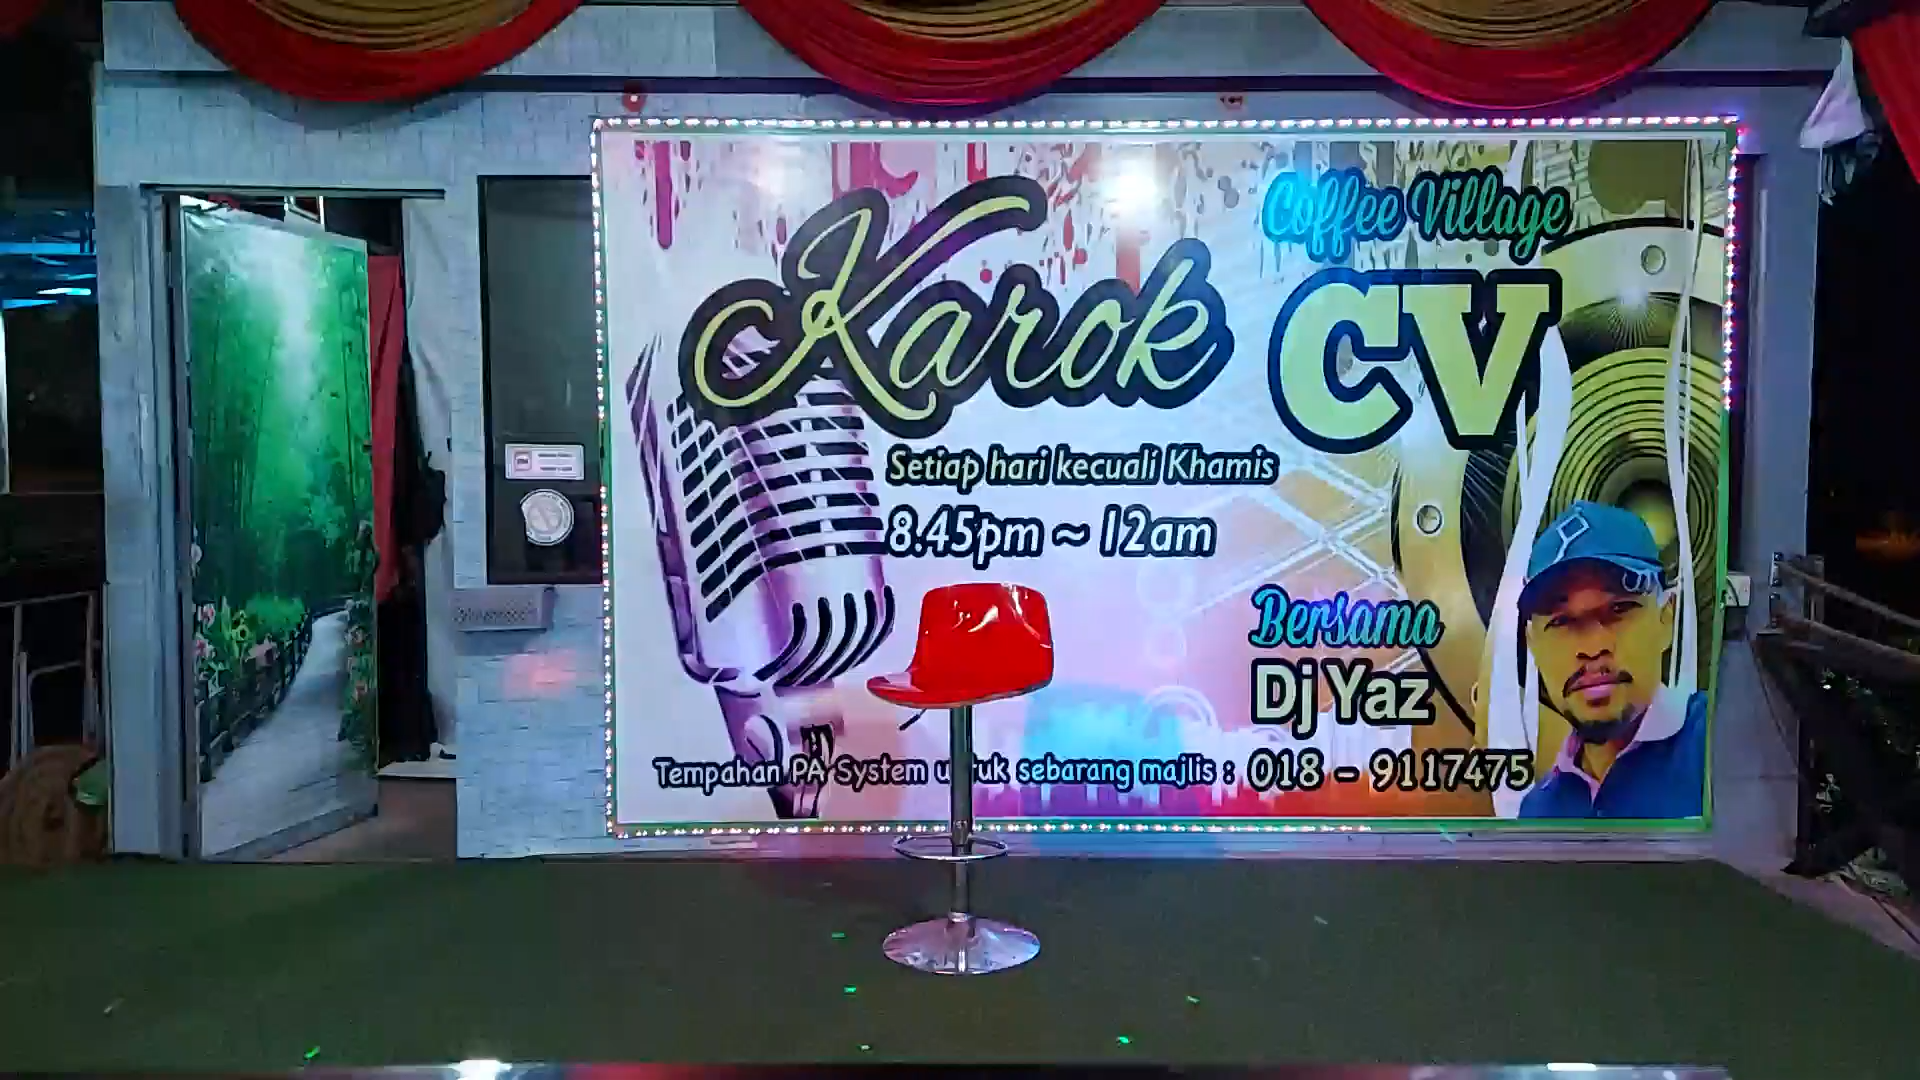 Karok
Coffee Village
CV
Setiap hari kecuali Khamis
8.45pm ~ 12am
Bersama
Dj Yaz
Tempahan PA System untuk sebarang majlis : 018 - 9117475